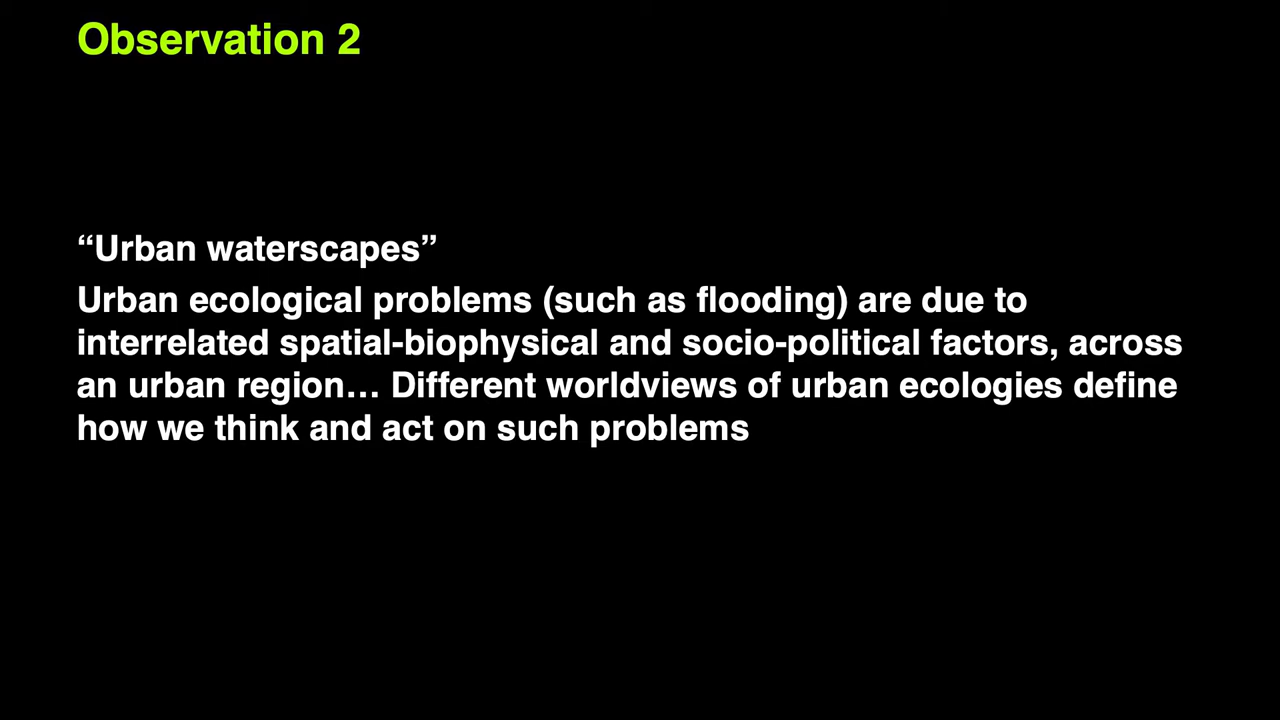 Observation 2
“Urban waterscapes”
Urban ecological problems (such as flooding) are due to
interrelated spatial-biophysical and socio-political factors, across
an urban region… Different worldviews of urban ecologies define
how we think and act on such problems